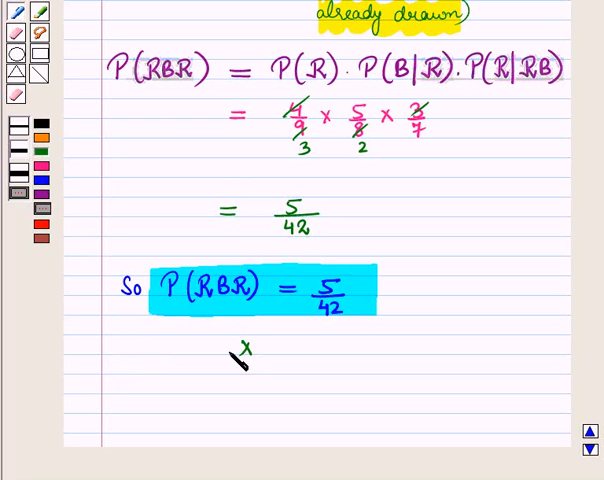 already drawn)
P(RBR) = P(R) · P(B|R) · P(R|RB)
= 4/9 × 5/8 × 3/7
3 2
= 5/42
So P(RBR) = 5/42
x